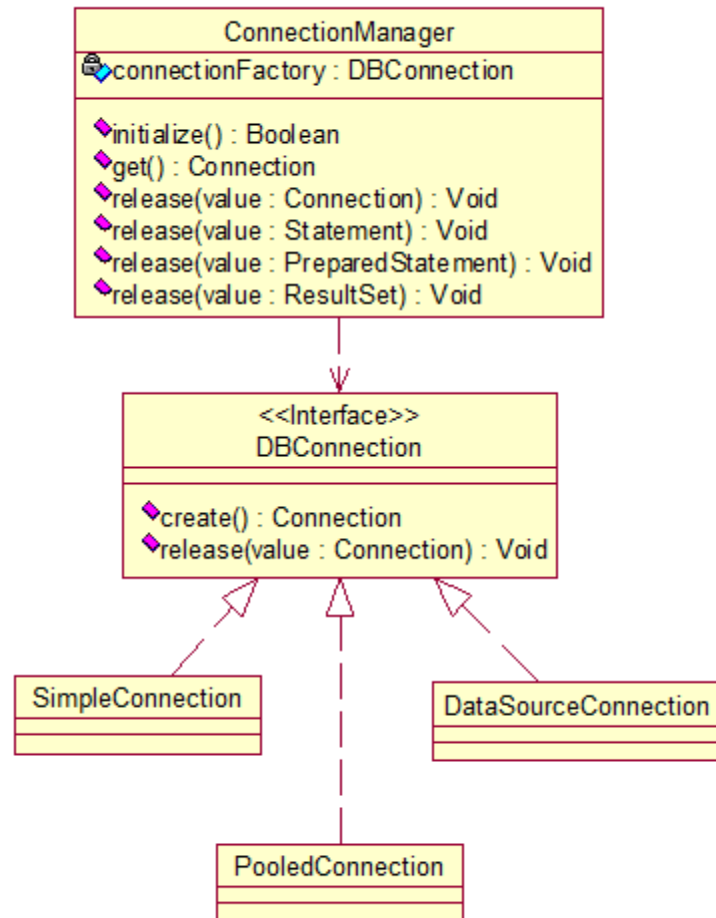 ConnectionManager
connectionFactory : DBConnection
initialize() : Boolean
get() : Connection
release(value : Connection) : Void
release(value : Statement) : Void
release(value : PreparedStatement) : Void
release(value : ResultSet) : Void
<<Interface>>
DBConnection
create() : Connection
release(value : Connection) : Void
SimpleConnection
DataSourceConnection
PooledConnection